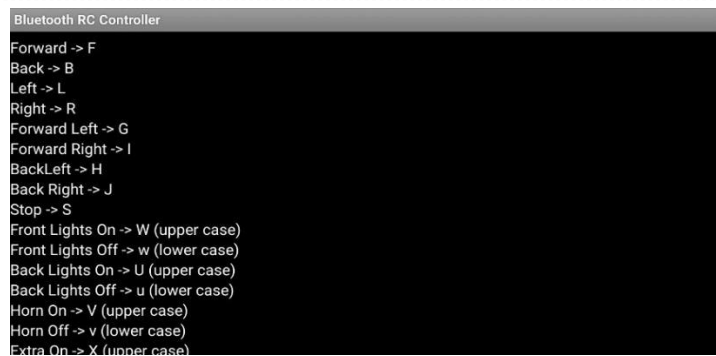 Bluetooth RC Controller
Forward -> F
Back -> B
Left -> L
Right -> R
Forward Left -> G
Forward Right -> I
BackLeft -> H
Back Right -> J
Stop -> S
Front Lights On -> W (upper case)
Front Lights Off -> w (lower case)
Back Lights On -> U (upper case)
Back Lights Off -> u (lower case)
Horn On -> V (upper case)
Horn Off -> v (lower case)
Extra On -> X (upper case)